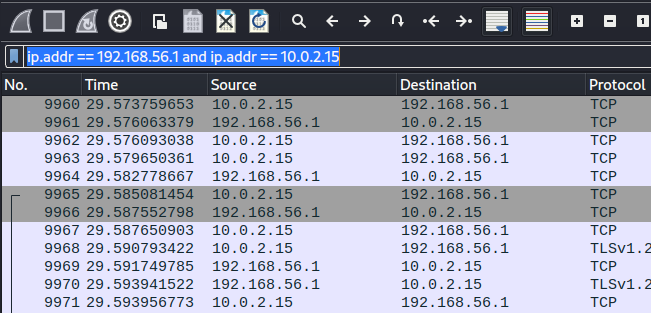 ip.addr == 192.168.56.1 and ip.addr == 10.0.2.15
No. Time Source Destination Protocol
9960 29.573759653 10.0.2.15 192.168.56.1 TCP
9961 29.576063379 192.168.56.1 10.0.2.15 TCP
9962 29.576093038 10.0.2.15 192.168.56.1 TCP
9963 29.579650361 10.0.2.15 192.168.56.1 TCP
9964 29.582778667 192.168.56.1 10.0.2.15 TCP
9965 29.585081454 10.0.2.15 192.168.56.1 TCP
9966 29.587552798 192.168.56.1 10.0.2.15 TCP
9967 29.587650903 10.0.2.15 192.168.56.1 TCP
9968 29.590793422 10.0.2.15 192.168.56.1 TLSv1.2
9969 29.591749785 192.168.56.1 10.0.2.15 TCP
9970 29.593941522 192.168.56.1 10.0.2.15 TLSv1.2
9971 29.593956773 10.0.2.15 192.168.56.1 TCP